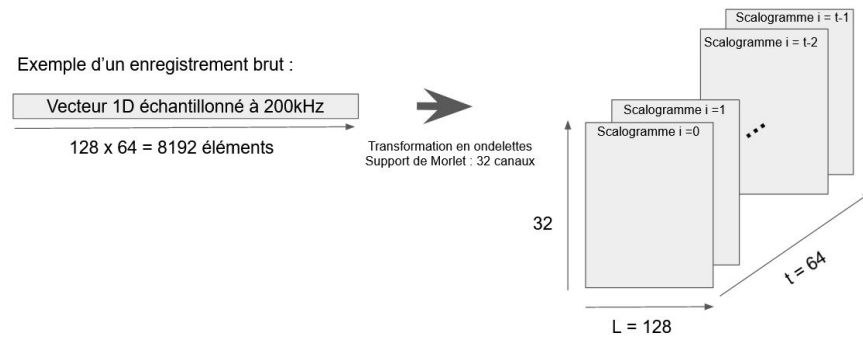 Exemple d'un enregistrement brut :
Vecteur 1D échantillonné à 200kHz
128 x 64 = 8192 éléments
Transformation en ondelettes
Support de Morlet : 32 canaux
Scalogramme i = t-1
Scalogramme i = t-2
...
Scalogramme i =1
Scalogramme i =0
32
L = 128
t = 64